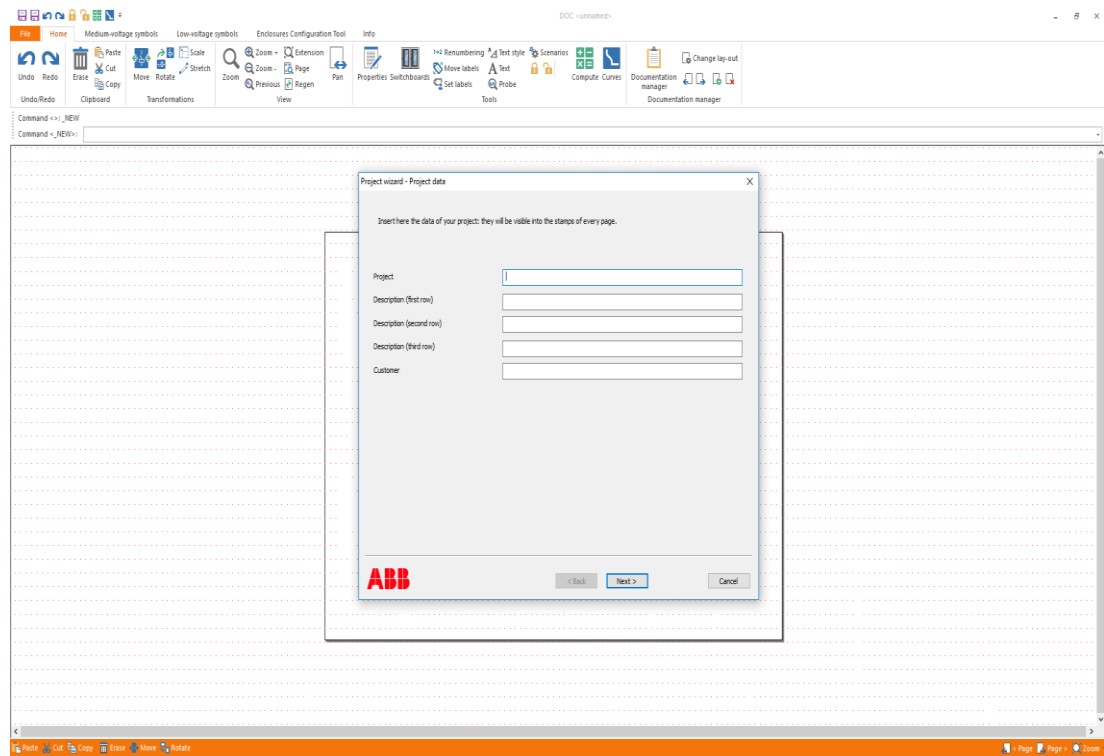 DOC <unnamed>
File Home Medium-voltage symbols Low-voltage symbols Enclosures Configuration Tool Info
Paste Scale Zoom + Extension 1»2 Renumbering Text style Scenarios Change lay-out
Cut Stretch Zoom - Page Move labels Text
Copy Previous Regen Set labels Probe
Undo Redo Erase Move Rotate Zoom Pan Properties Switchboards Compute Curves Documentation manager
Undo/Redo Clipboard Transformations View Tools Documentation manager
Command <>: _NEW
Command <_NEW>:
Project wizard - Project data X
Insert here the data of your project: they will be visible into the stamps of every page.
Project
Description (first row)
Description (second row)
Description (third row)
Customer
ABB < Back Next > Cancel
Paste Cut Copy Erase Move Rotate < Page Page > Zoom